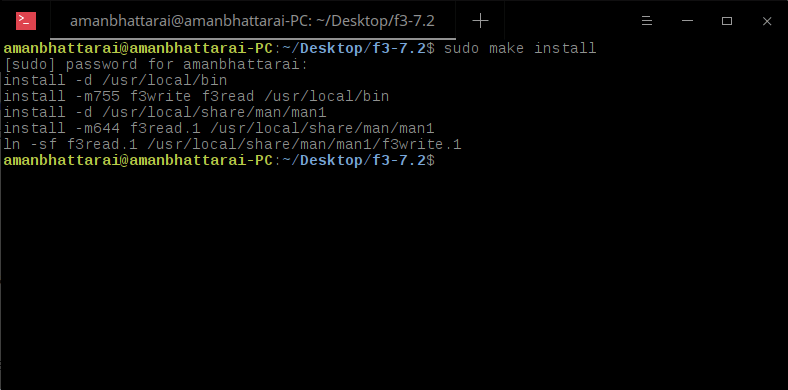 amanbhattarai@amanbhattarai-PC: ~/Desktop/f3-7.2
amanbhattarai@amanbhattarai-PC:~/Desktop/f3-7.2$ sudo make install
[sudo] password for amanbhattarai:
install -d /usr/local/bin
install -m755 f3write f3read /usr/local/bin
install -d /usr/local/share/man/man1
install -m644 f3read.1 /usr/local/share/man/man1
ln -sf f3read.1 /usr/local/share/man/man1/f3write.1
amanbhattarai@amanbhattarai-PC:~/Desktop/f3-7.2$